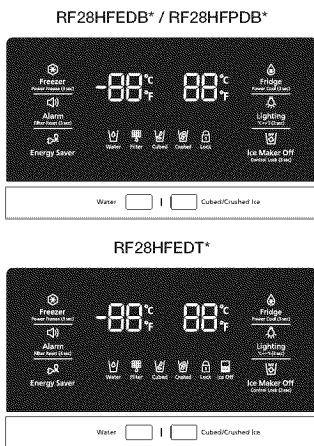 RF28HFEDB* / RF28HFPDB*
Freezer
Power Freeze (3 sec)
Alarm
Filter Reset (3 sec)
Energy Saver
-88 °C °F
88 °C °F
Water Filter Cubed Crushed Lock
Fridge
Power Cool (3 sec)
Lighting
°C↔°F (3 sec)
Ice Maker Off
Control Lock (3 sec)
Water Cubed/Crushed Ice
RF28HFEDT*
Freezer
Power Freeze (3 sec)
Alarm
Filter Reset (3 sec)
Energy Saver
-88 °C °F
88 °C °F
Water Filter Cubed Crushed Lock Ice Off
Fridge
Power Cool (3 sec)
Lighting
°C↔°F (3 sec)
Ice Maker Off
Control Lock (3 sec)
Water Cubed/Crushed Ice